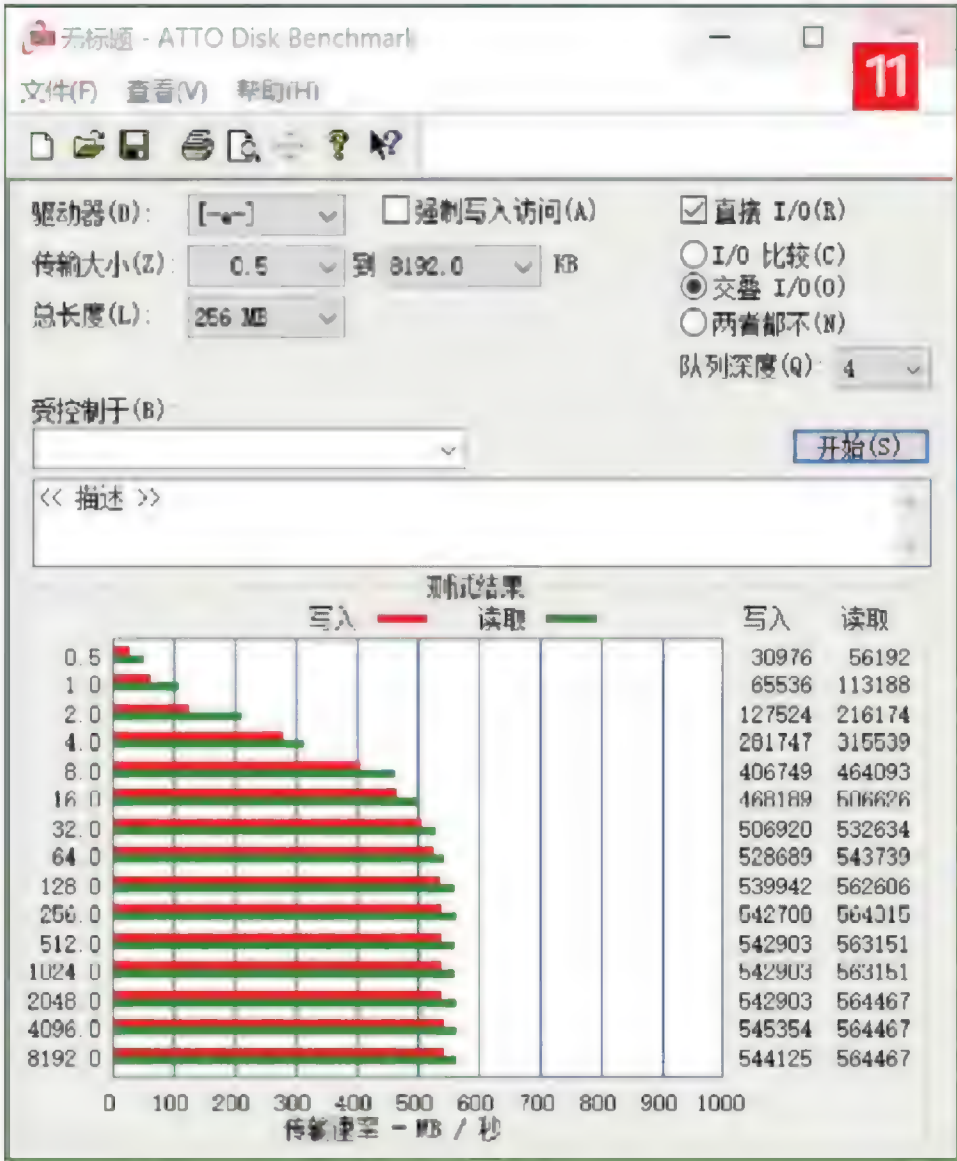 无标题 - ATTO Disk Benchmark
11
文件(F) 查看(V) 帮助(H)
驱动器(D): [-e-] 强制写入访问(A) 直接 I/O(R)
传输大小(Z): 0.5 到 8192.0 KB I/O 比较(C)
交叠 I/O(O)
总长度(L): 256 MB 两者都不(N)
队列深度(Q): 4
受控制于(B)
开始(S)
<< 描述 >>
测试结果
写入 读取 写入 读取
0.5 30976 56192
1.0 65536 113188
2.0 127524 216174
4.0 281747 315539
8.0 406749 464093
16.0 468189 506626
32.0 506920 532634
64.0 528689 543739
128.0 539942 562606
256.0 542700 564015
512.0 542903 563151
1024.0 542903 563151
2048.0 542903 564467
4096.0 545354 564467
8192.0 544125 564467
0 100 200 300 400 500 600 700 800 900 1000
传输速率 - MB / 秒